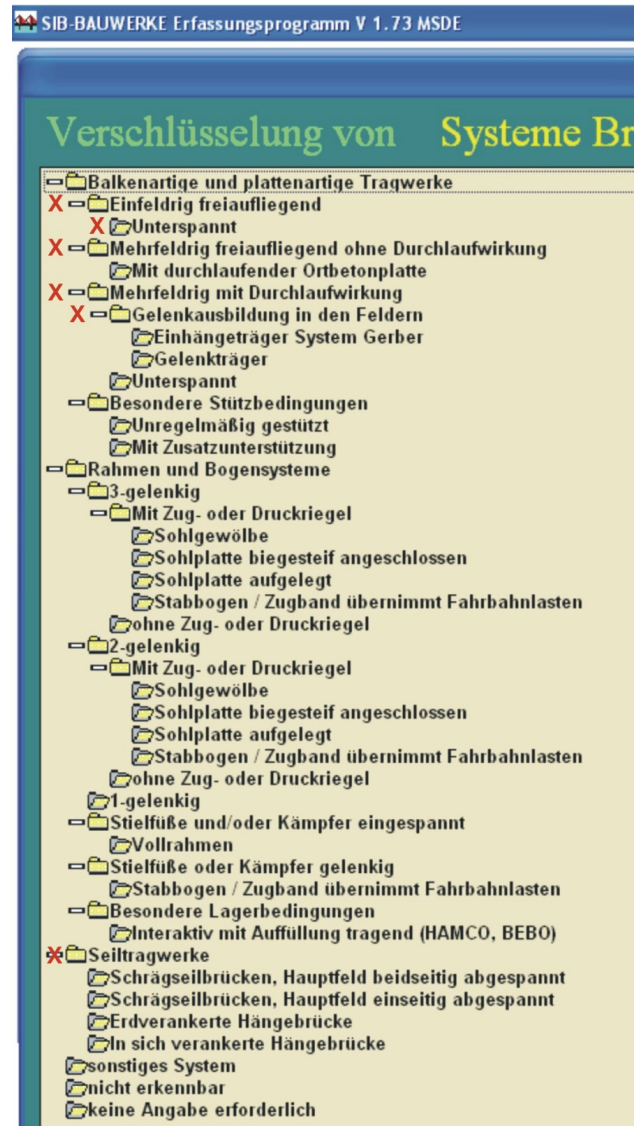 SIB-BAUWERKE Erfassungsprogramm V 1.73 MSDE
Verschlüsselung von Systeme Br
Balkenartige und plattenartige Tragwerke
X Einfeldrig freiaufliegend
X Unterspannt
X Mehrfeldrig freiaufliegend ohne Durchlaufwirkung
Mit durchlaufender Ortbetonplatte
X Mehrfeldrig mit Durchlaufwirkung
X Gelenkausbildung in den Feldern
Einhängeträger System Gerber
Gelenkträger
Unterspannt
Besondere Stützbedingungen
Unregelmäßig gestützt
Mit Zusatzunterstützung
Rahmen und Bogensysteme
3-gelenkig
Mit Zug- oder Druckriegel
Sohlgewölbe
Sohlplatte biegesteif angeschlossen
Sohlplatte aufgelegt
Stabbogen / Zugband übernimmt Fahrbahnlasten
ohne Zug- oder Druckriegel
2-gelenkig
Mit Zug- oder Druckriegel
Sohlgewölbe
Sohlplatte biegesteif angeschlossen
Sohlplatte aufgelegt
Stabbogen / Zugband übernimmt Fahrbahnlasten
ohne Zug- oder Druckriegel
1-gelenkig
Stielfüße und/oder Kämpfer eingespannt
Vollrahmen
Stielfüße oder Kämpfer gelenkig
Stabbogen / Zugband übernimmt Fahrbahnlasten
Besondere Lagerbedingungen
Interaktiv mit Auffüllung tragend (HAMCO, BEBO)
X Seiltragwerke
Schrägseilbrücken, Hauptfeld beidseitig abgespannt
Schrägseilbrücken, Hauptfeld einseitig abgespannt
Erdverankerte Hängebrücke
In sich verankerte Hängebrücke
sonstiges System
nicht erkennbar
keine Angabe erforderlich